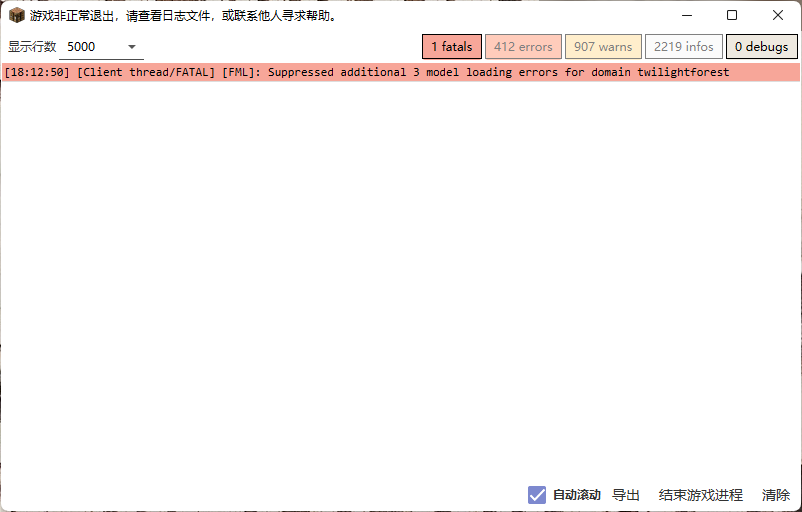 游戏非正常退出，请查看日志文件，或联系他人寻求帮助。
显示行数 5000 1 fatals 412 errors 907 warns 2219 infos 0 debugs
[18:12:50] [Client thread/FATAL] [FML]: Suppressed additional 3 model loading errors for domain twilightforest
自动滚动 导出 结束游戏进程 清除